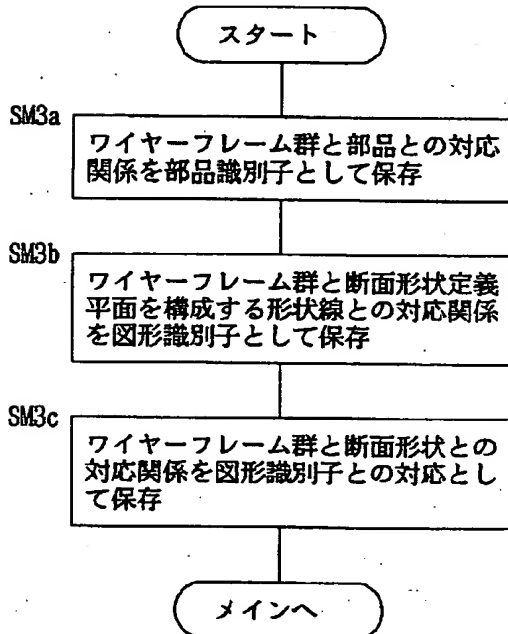 スタート
SM3a
ワイヤーフレーム群と部品との対応
関係を部品識別子として保存
SM3b
ワイヤーフレーム群と断面形状定義
平面を構成する形状線との対応関係
を図形識別子として保存
SM3c
ワイヤーフレーム群と断面形状との
対応関係を図形識別子との対応とし
て保存
メインへ